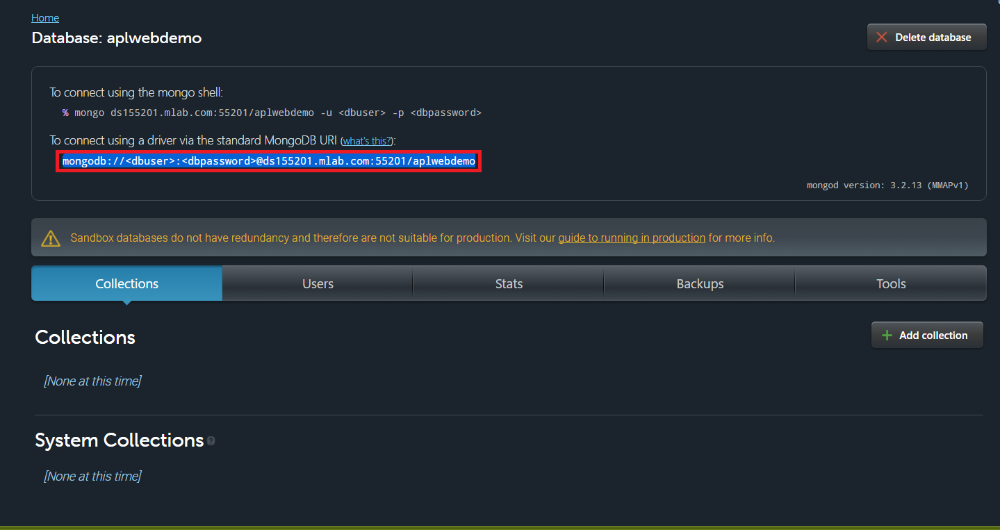 Home
Database: aplwebdemo
Delete database
To connect using the mongo shell:
% mongo ds155201.mlab.com:55201/aplwebdemo -u <dbuser> -p <dbpassword>
To connect using a driver via the standard MongoDB URI (what's this?):
mongodb://<dbuser>:<dbpassword>@ds155201.mlab.com:55201/aplwebdemo
mongod version: 3.2.13 (MMAPv1)
Sandbox databases do not have redundancy and therefore are not suitable for production. Visit our guide to running in production for more info.
Collections Users Stats Backups Tools
Collections
Add collection
[None at this time]
System Collections ?
[None at this time]